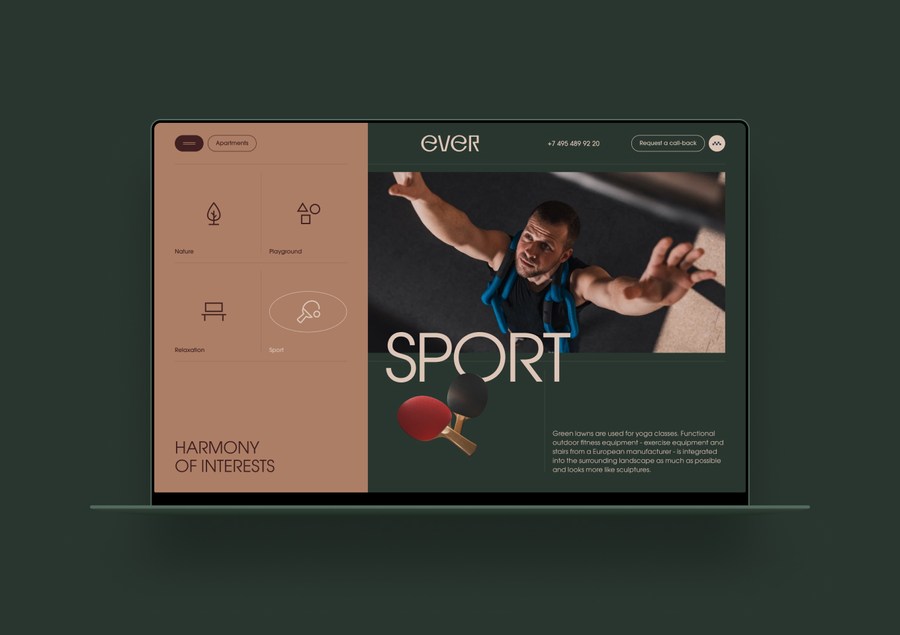 Apartments
ever
+7 495 489 92 20
Request a call-back
Nature
Playground
Relaxation
Sport
HARMONY
OF INTERESTS
SPORT
Green lawns are used for yoga classes. Functional
outdoor fitness equipment - exercise equipment and
stairs from a European manufacturer - is integrated
into the surrounding landscape as much as possible
and looks more like sculptures.